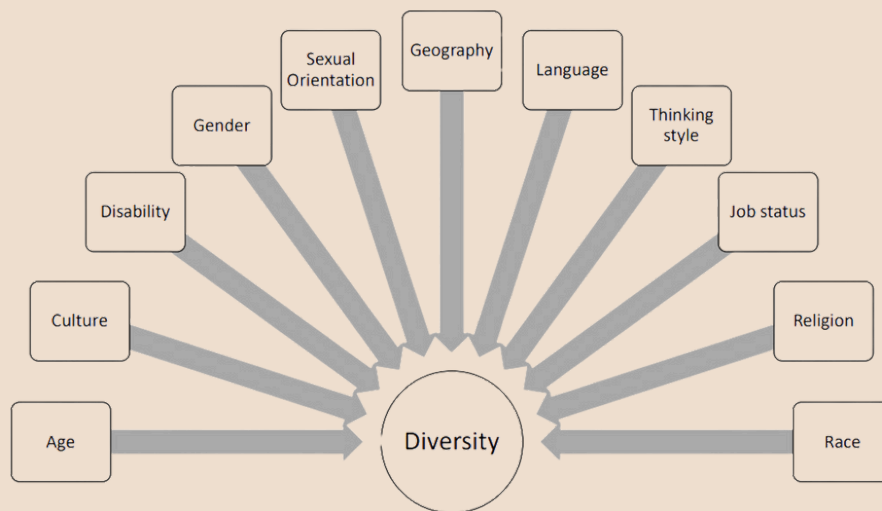 Geography
Sexual
Orientation
Language
Gender
Thinking
style
Disability
Job status
Culture
Religion
Age
Diversity
Race